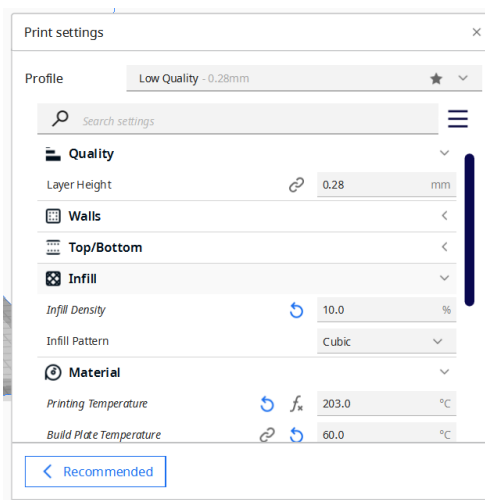 Print settings
Profile Low Quality - 0.28mm
Search settings
Quality
Layer Height 0.28 mm
Walls
Top/Bottom
Infill
Infill Density 10.0 %
Infill Pattern Cubic
Material
Printing Temperature 203.0 °C
Build Plate Temperature 60.0 °C
Recommended